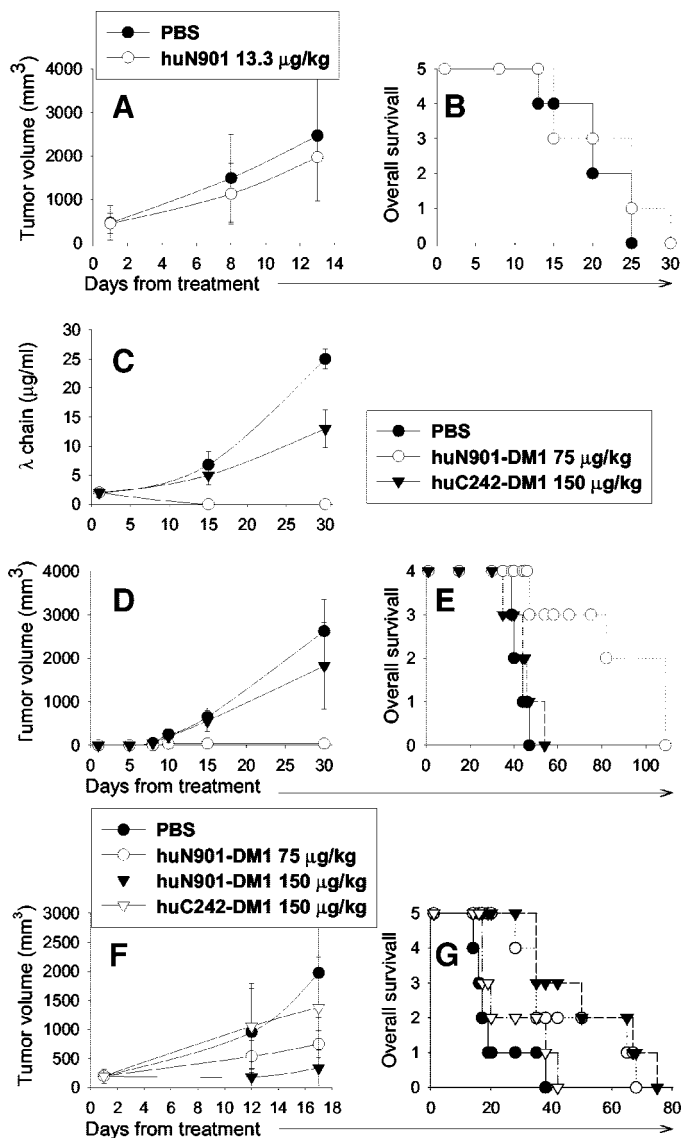 PBS
huN901 13.3 µg/kg
A
Tumor volume (mm3)
4000
3000
2000
1000
0
0 2 4 6 8 10 12 14
Days from treatment
B
Overall survivall
5
4
3
2
1
0
0 5 10 15 20 25 30
C
λ chain (µg/ml)
30
25
20
15
10
5
0
0 5 10 15 20 25 30
PBS
huN901-DM1 75 µg/kg
huC242-DM1 150 µg/kg
D
Tumor volume (mm3)
4000
3000
2000
1000
0
0 5 10 15 20 25 30
Days from treatment
E
Overall survivall
4
3
2
1
0
0 20 40 60 80 100
PBS
huN901-DM1 75 µg/kg
huN901-DM1 150 µg/kg
huC242-DM1 150 µg/kg
F
Tumor volume (mm3)
3000
2500
2000
1500
1000
500
0
0 2 4 6 8 10 12 14 16 18
Days from treatment
G
Overall survivall
5
4
3
2
1
0
0 20 40 60 80